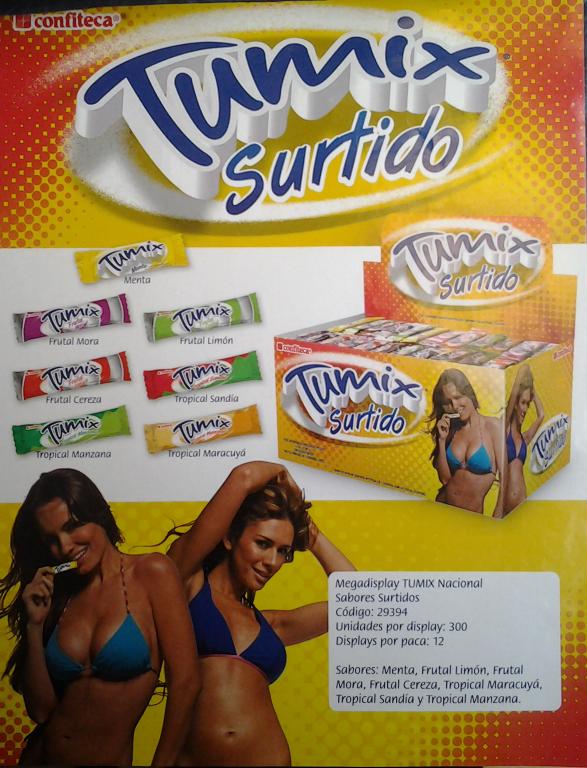 confiteca
Tumix
Surtido
Tumix
Menta
Menta
Tumix
Frutal Mora
Tumix
Frutal Limón
Tumix
Frutal Cereza
Tumix
Tropical Sandía
Tumix
Tropical Manzana
Tumix
Tropical Maracuyá
Tumix
Surtido
confiteca
Tumix
Surtido
Tumix
Megadisplay TUMIX Nacional
Sabores Surtidos
Código: 29394
Unidades por display: 300
Displays por paca: 12
Sabores: Menta, Frutal Limón, Frutal
Mora, Frutal Cereza, Tropical Maracuyá,
Tropical Sandía y Tropical Manzana.